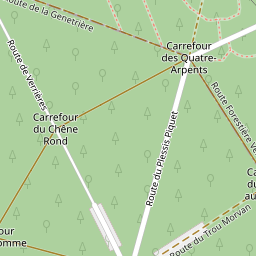 Route de la Genetrière
Carrefour
des Quatre-
Arpents
Route de Verrières
Carrefour
du Chêne
Rond
Route du Plessis Piquet
Route Forestière
Route du Trou Morvan